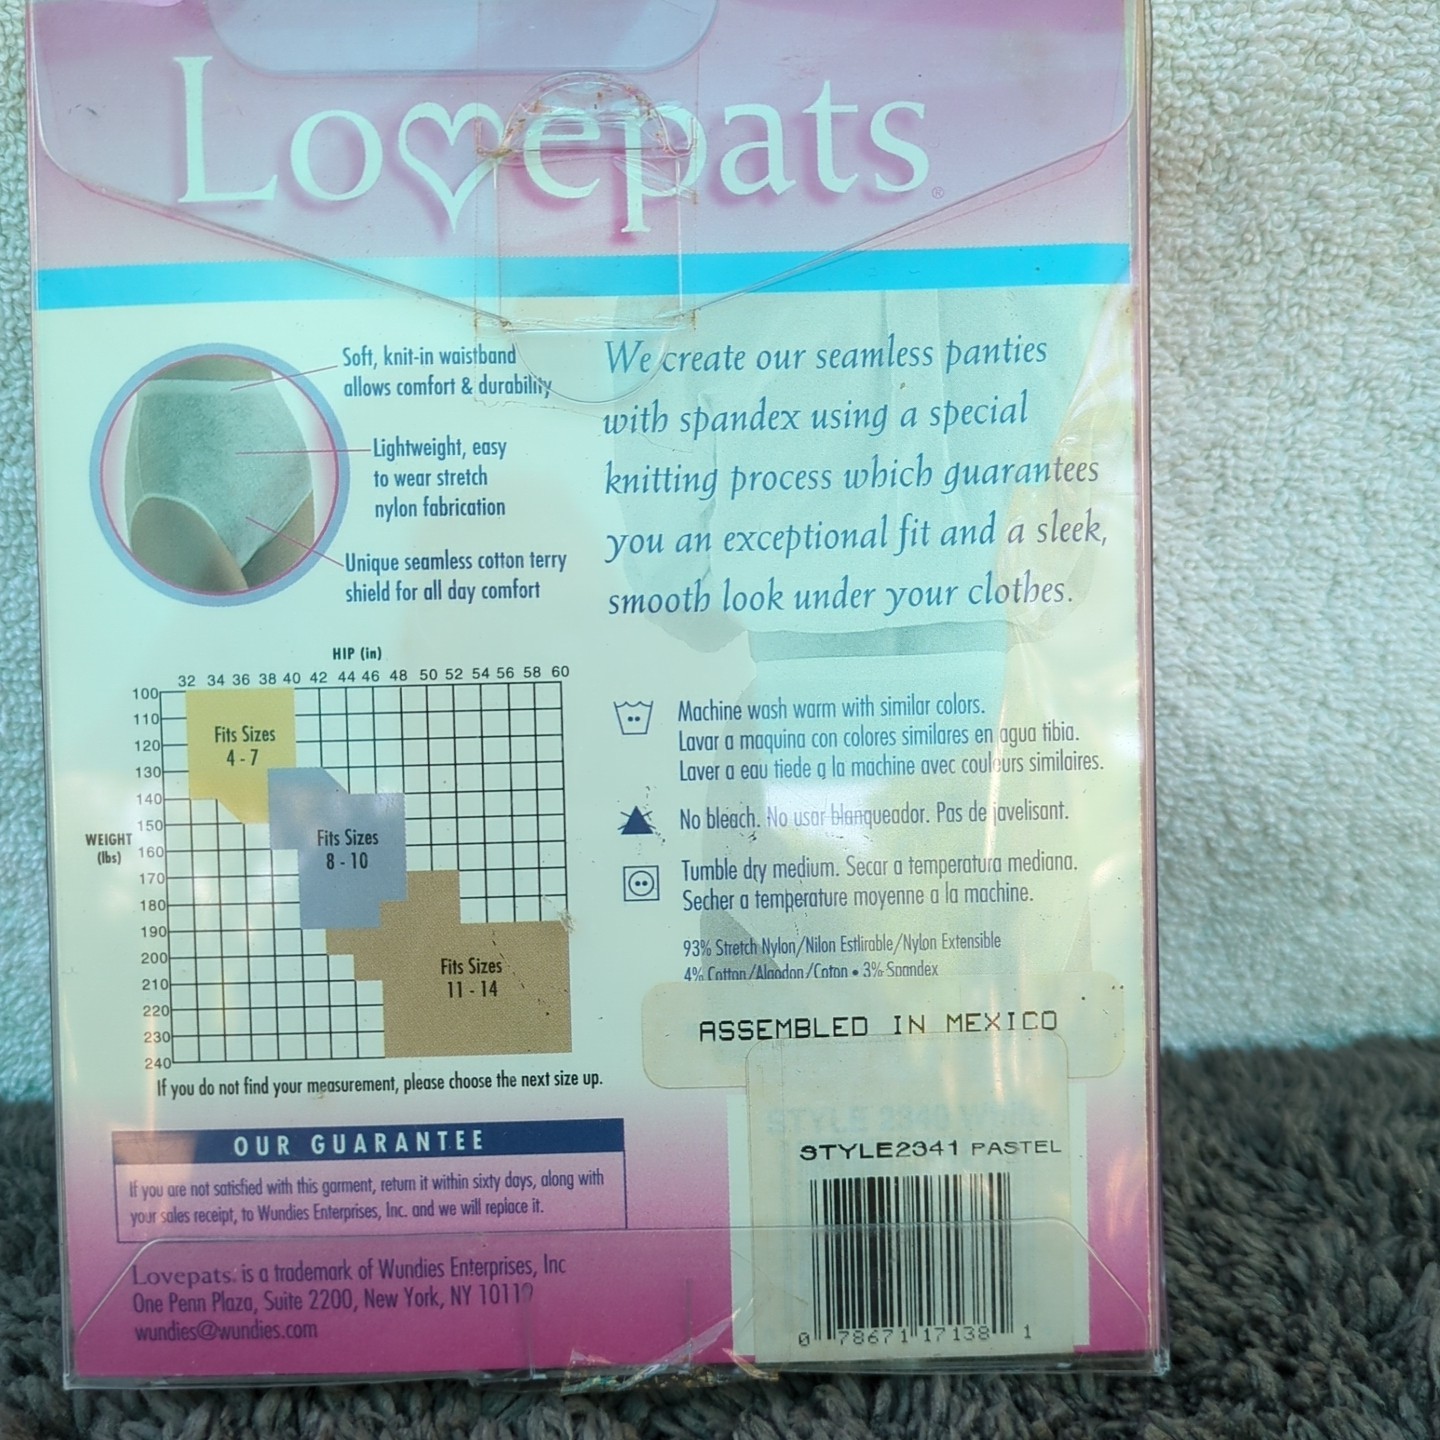 Lovepats®
Soft, knit-in waistband
allows comfort & durability
Lightweight, easy
to wear stretch
nylon fabrication
Unique seamless cotton terry
shield for all day comfort
We create our seamless panties
with spandex using a special
knitting process which guarantees
you an exceptional fit and a sleek,
smooth look under your clothes.
HIP (in)
32 34 36 38 40 42 44 46 48 50 52 54 56 58 60
WEIGHT
(lbs)
100
110
120
130
140
150
160
170
180
190
200
210
220
230
240
Fits Sizes
4 - 7
Fits Sizes
8 - 10
Fits Sizes
11 - 14
If you do not find your measurement, please choose the next size up.
Machine wash warm with similar colors.
Lavar a maquina con colores similares en agua tibia.
Laver a eau tiede q la machine avec couleurs similaires.
No bleach. No usar blanqueador. Pas de javelisant.
Tumble dry medium. Secar a temperatura mediana.
Secher a temperature moyenne a la machine.
93% Stretch Nylon/Nilon Estlirable/Nylon Extensible
4% Cotton/Algodon/Coton • 3% Spandex
ASSEMBLED IN MEXICO
OUR GUARANTEE
If you are not satisfied with this garment, return it within sixty days, along with
your sales receipt, to Wundies Enterprises, Inc. and we will replace it.
Lovepats® is a trademark of Wundies Enterprises, Inc
One Penn Plaza, Suite 2200, New York, NY 10119
wundies@wundies.com
STYLE2341 PASTEL
0 78671 17138 1